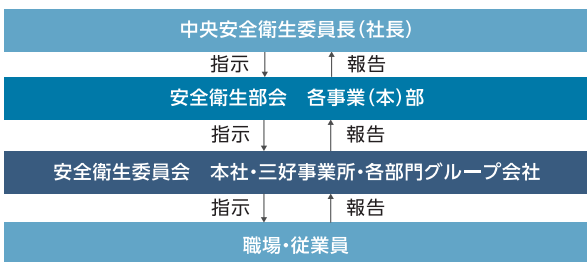 中央安全衛生委員長（社長）
指示 報告
安全衛生部会　各事業（本）部
指示 報告
安全衛生委員会　本社・三好事業所・各部門グループ会社
指示 報告
職場・従業員